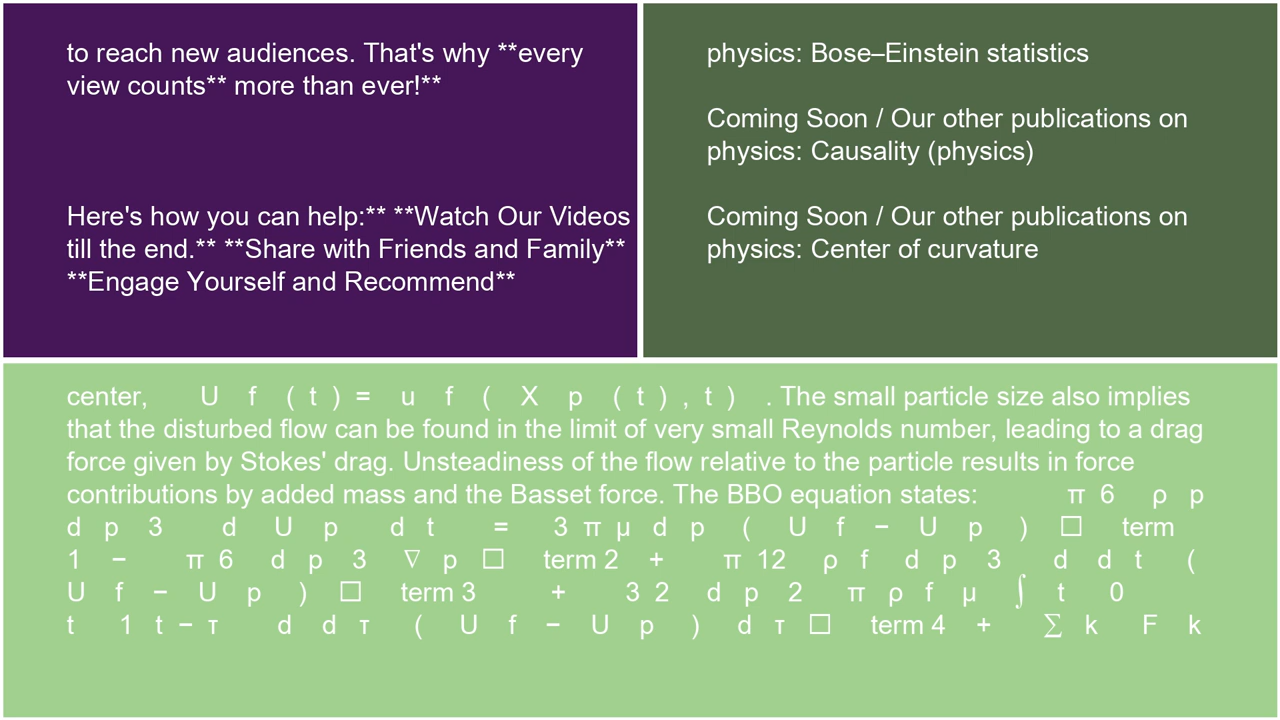 to reach new audiences. That's why **every
view counts** more than ever!**
Here's how you can help:** **Watch Our Videos
till the end.** **Share with Friends and Family**
**Engage Yourself and Recommend**
physics: Bose–Einstein statistics
Coming Soon / Our other publications on
physics: Causality (physics)
Coming Soon / Our other publications on
physics: Center of curvature
center, U f ( t ) = u f ( X p ( t ) , t ) . The small particle size also implies
that the disturbed flow can be found in the limit of very small Reynolds number, leading to a drag
force given by Stokes' drag. Unsteadiness of the flow relative to the particle results in force
contributions by added mass and the Basset force. The BBO equation states: π 6 ρ p
d p 3 d U p d t = 3 π μ d p ( U f − U p ) ☐ term
1 − π 6 d p 3 ∇ p ☐ term 2 + π 12 ρ f d p 3 d d t (
U f − U p ) ☐ term 3 + 3 2 d p 2 π ρ f μ ∫ t 0
t 1 t − τ d d τ ( U f − U p ) d τ ☐ term 4 + ∑ k F k